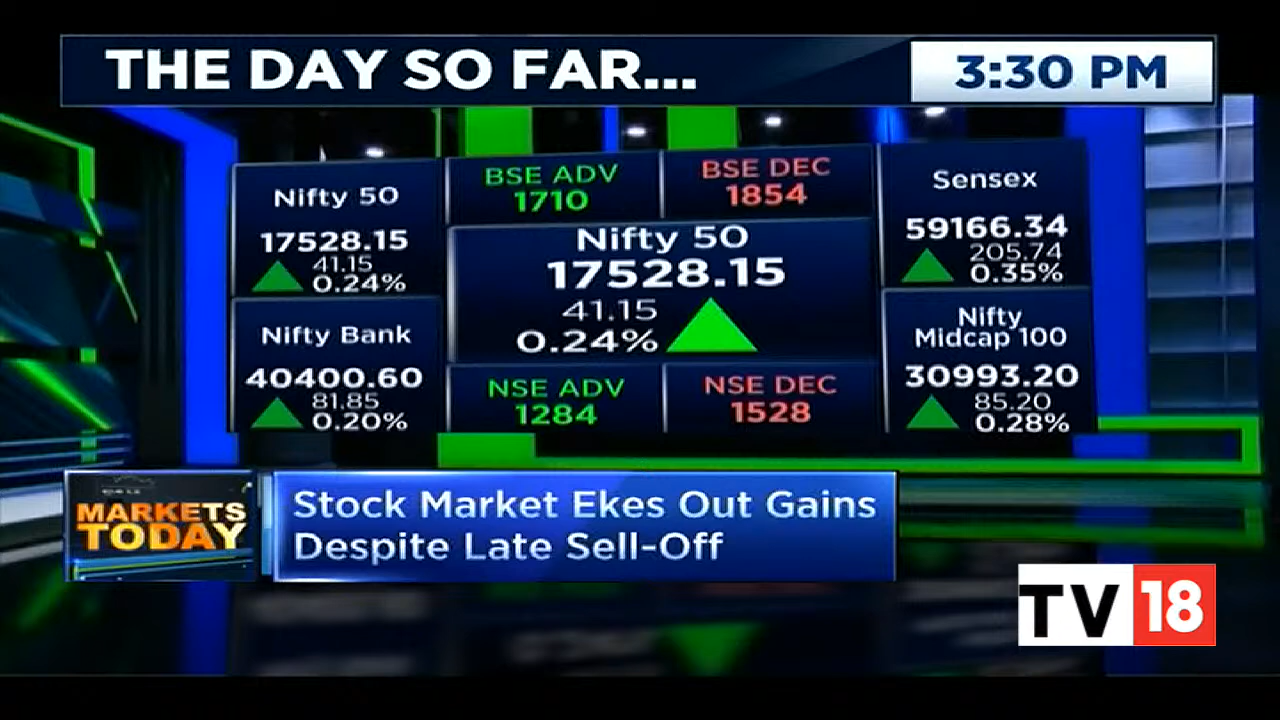 THE DAY SO FAR...
3:30 PM
Nifty 50
17528.15
41.15
0.24%
BSE ADV
1710
BSE DEC
1854
Sensex
59166.34
205.74
0.35%
Nifty 50
17528.15
41.15
0.24%
Nifty Bank
40400.60
81.85
0.20%
NSE ADV
1284
NSE DEC
1528
Nifty
Midcap 100
30993.20
85.20
0.28%
MARKETS
TODAY
Stock Market Ekes Out Gains
Despite Late Sell-Off
TV18